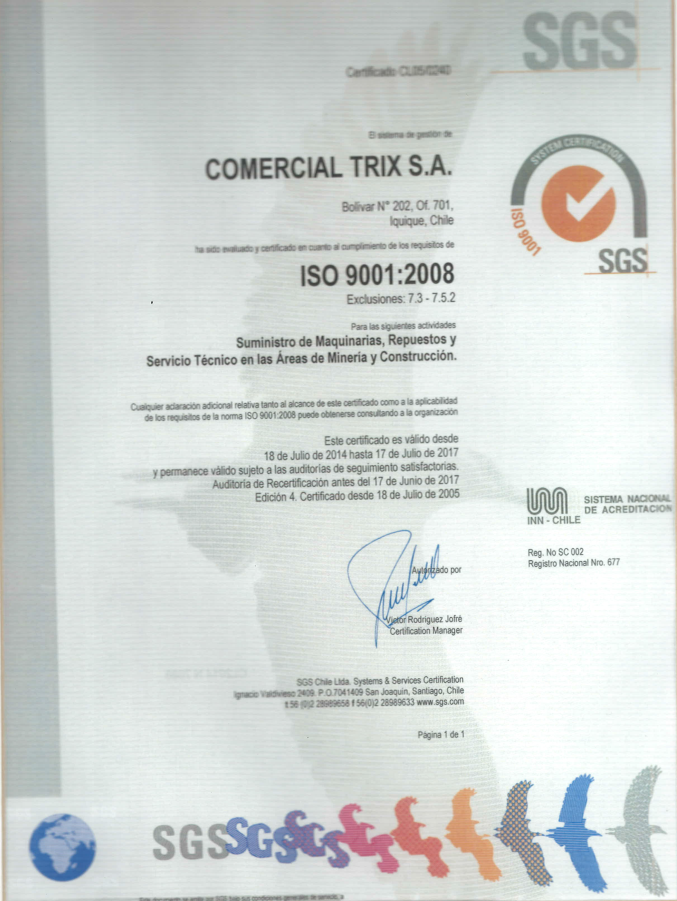 SGS
Certificado CL05/0240
El sistema de gestión de
COMERCIAL TRIX S.A.
Bolivar N° 202, Of. 701,
Iquique, Chile
SYSTEM CERTIFICATION
ISO 9001
SGS
ha sido evaluado y certificado en cuanto al cumplimiento de los requisitos de
ISO 9001:2008
Exclusiones: 7.3 - 7.5.2
Para las siguientes actividades
Suministro de Maquinarias, Repuestos y
Servicio Técnico en las Áreas de Minería y Construcción.
Cualquier aclaración adicional relativa tanto al alcance de este certificado como a la aplicabilidad
de los requisitos de la norma ISO 9001:2008 puede obtenerse consultando a la organización
Este certificado es válido desde
18 de Julio de 2014 hasta 17 de Julio de 2017
y permanece válido sujeto a las auditorías de seguimiento satisfactorias.
Auditoría de Recertificación antes del 17 de Junio de 2017
Edición 4. Certificado desde 18 de Julio de 2005
INN - CHILE
SISTEMA NACIONAL
DE ACREDITACION
Reg. No SC 002
Registro Nacional Nro. 677
Autorizado por
Victor Rodriguez Jofré
Certification Manager
SGS Chile Ltda. Systems & Services Certification
Ignacio Valdivieso 2409. P.O.7041409 San Joaquin, Santiago, Chile
t 56 (0)2 28989658 f 56(0)2 28989633 www.sgs.com
Página 1 de 1
SGS SGS SGS